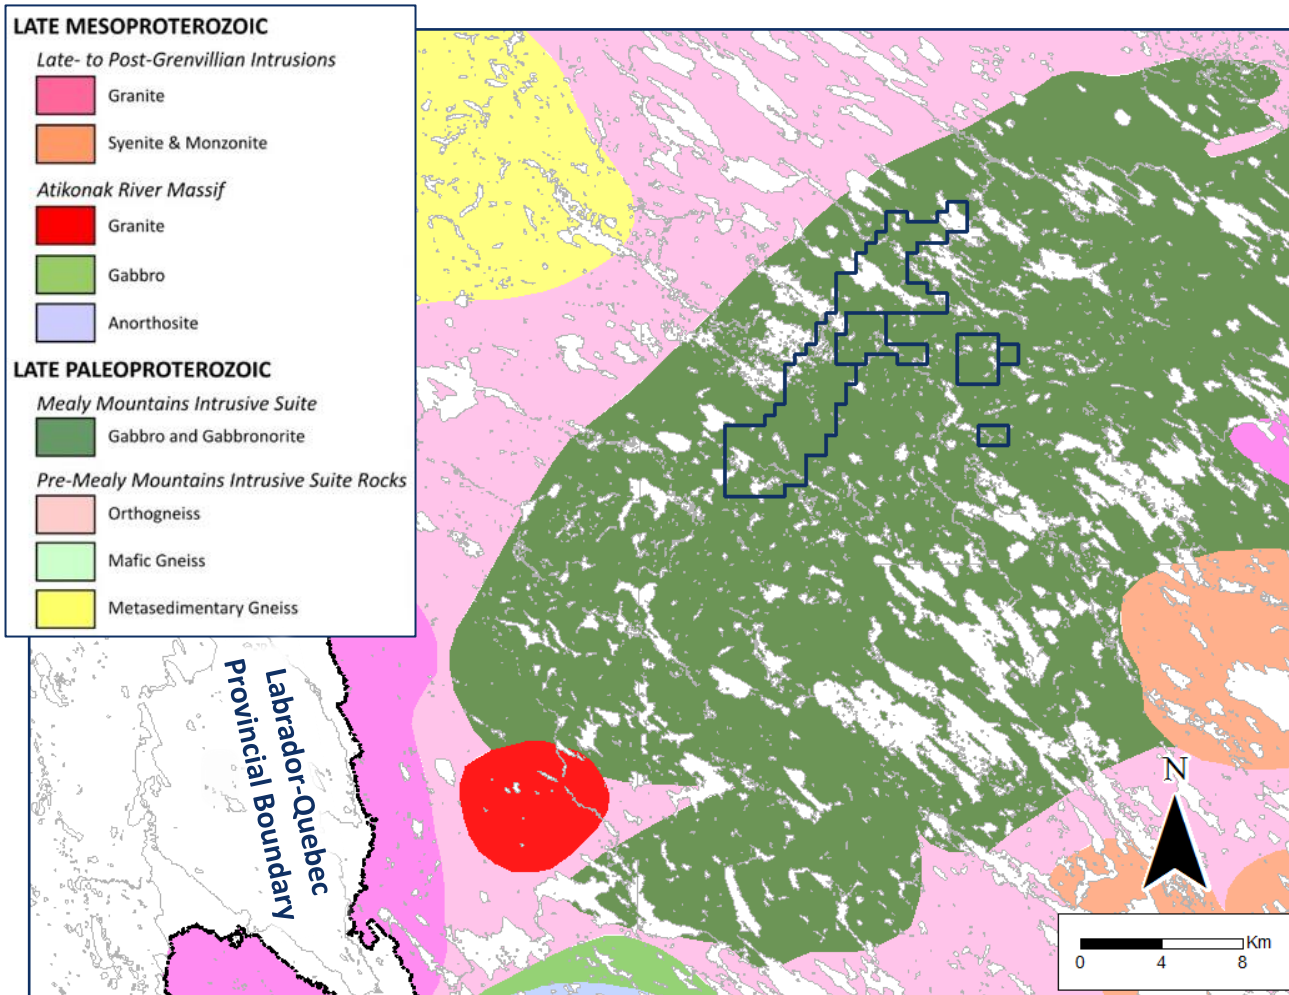 LATE MESOPROTEROZOIC
Late- to Post-Grenvillian Intrusions
Granite
Syenite & Monzonite
Atikonak River Massif
Granite
Gabbro
Anorthosite
LATE PALEOPROTEROZOIC
Mealy Mountains Intrusive Suite
Gabbro and Gabbronorite
Pre-Mealy Mountains Intrusive Suite Rocks
Orthogneiss
Mafic Gneiss
Metasedimentary Gneiss
Labrador-Quebec
Provincial Boundary
N
Km
0 4 8